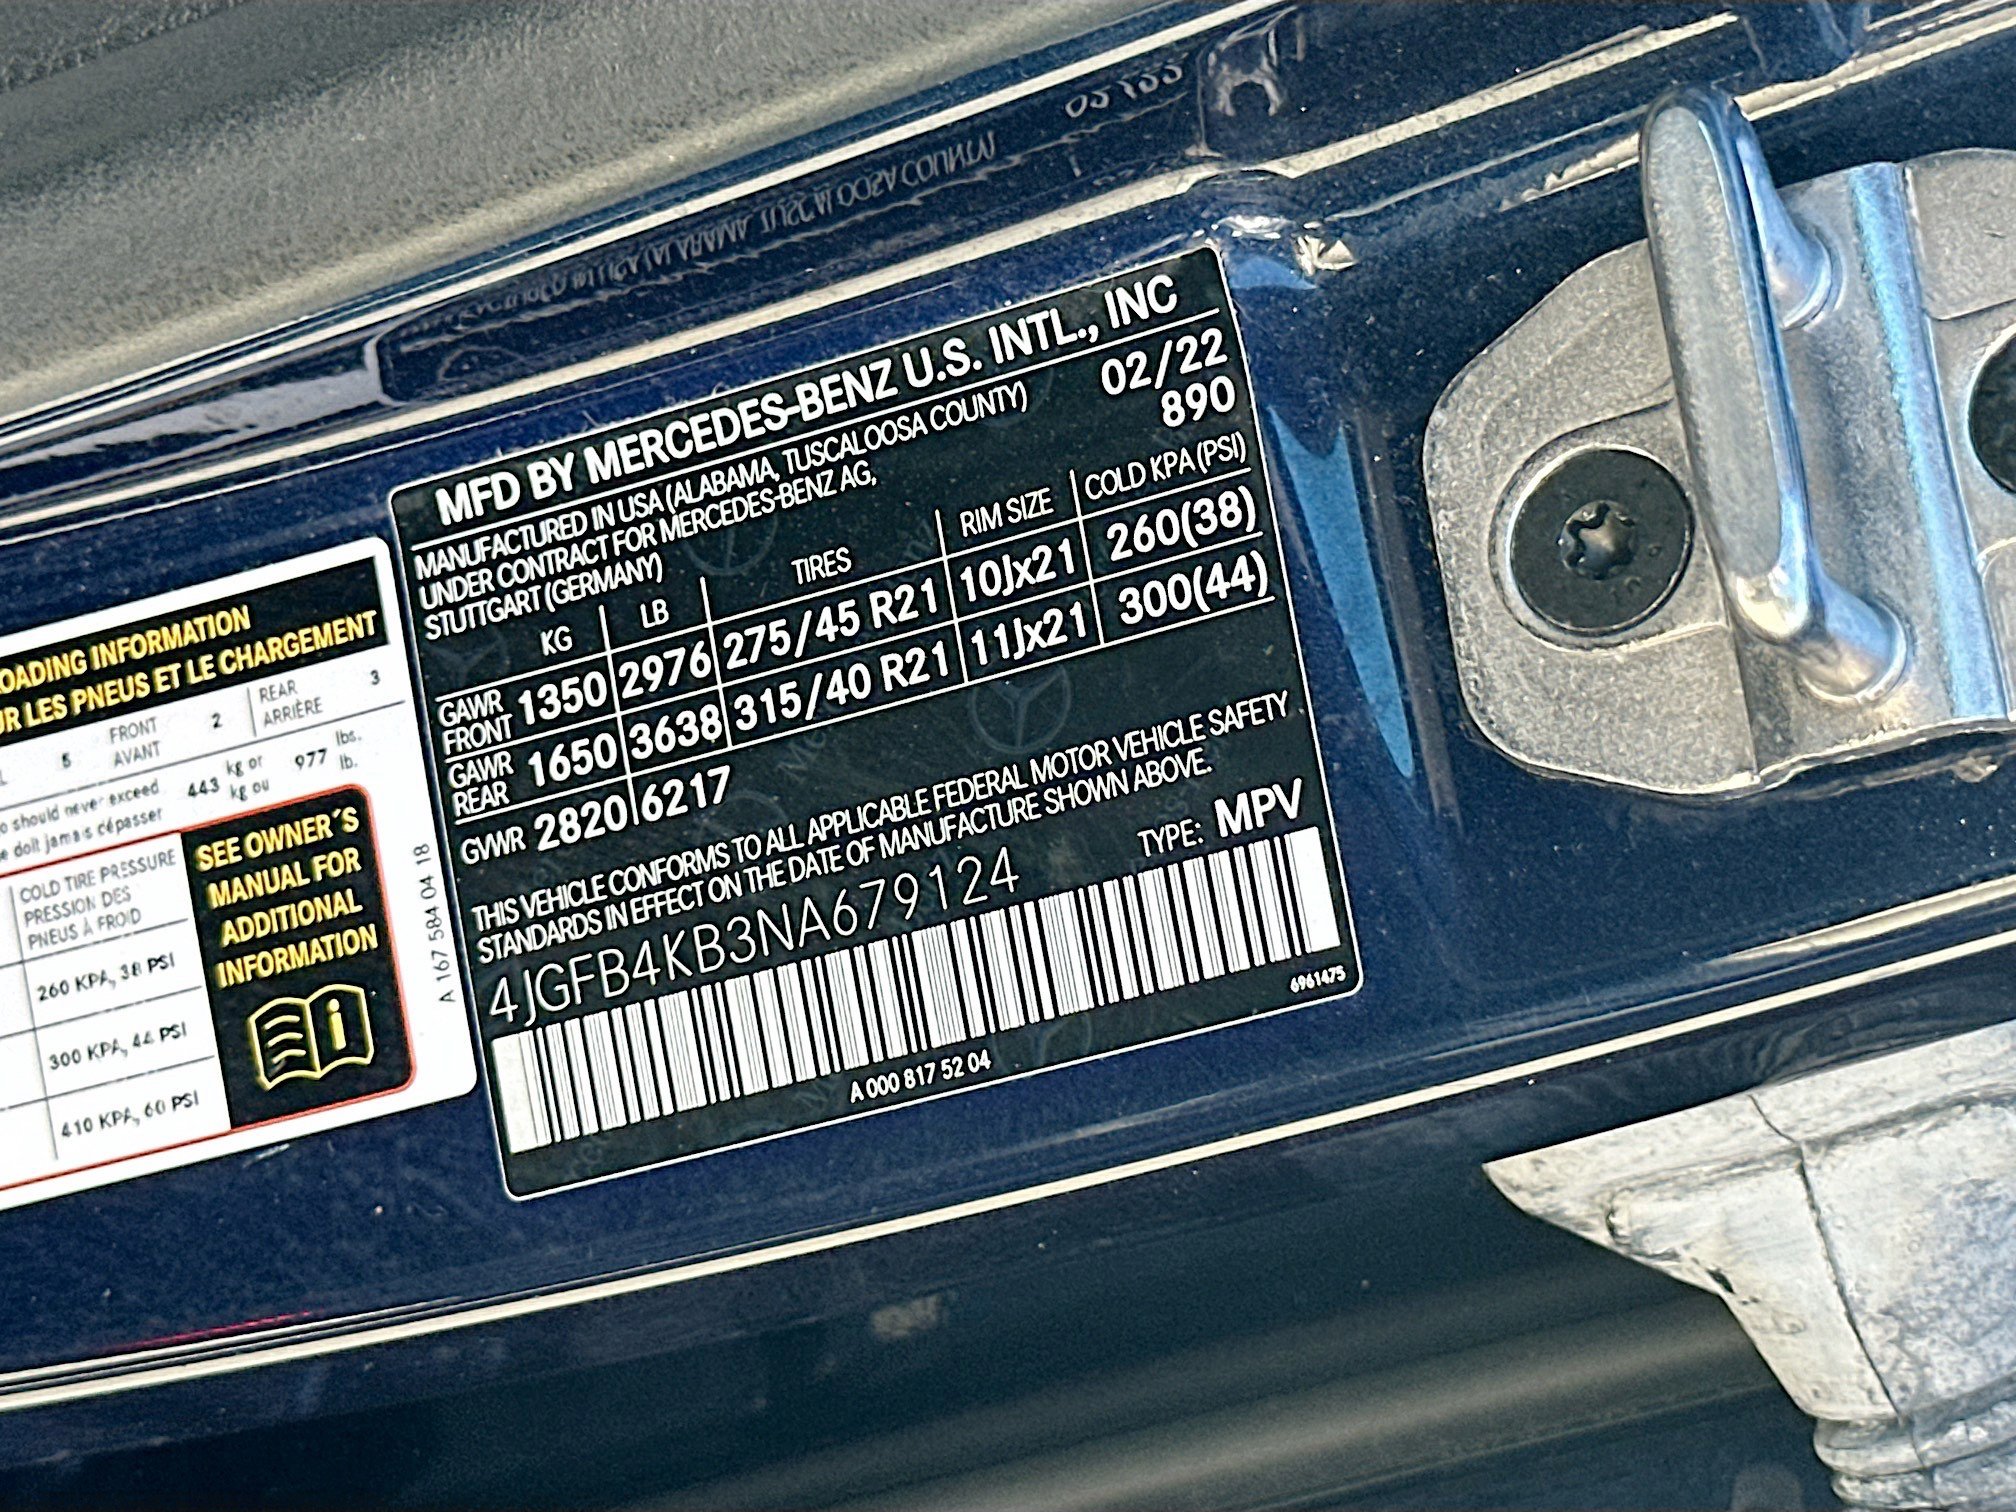 MFD BY MERCEDES-BENZ U.S. INTL., INC
MANUFACTURED IN USA (ALABAMA, TUSCALOOSA COUNTY) 02/22
UNDER CONTRACT FOR MERCEDES-BENZ AG, 890
STUTTGART (GERMANY)
KG LB TIRES RIM SIZE COLD KPA (PSI)
GAWR FRONT 1350 2976 275/45 R21 10Jx21 260(38)
GAWR REAR 1650 3638 315/40 R21 11Jx21 300(44)
GVWR 2820 6217
THIS VEHICLE CONFORMS TO ALL APPLICABLE FEDERAL MOTOR VEHICLE SAFETY
STANDARDS IN EFFECT ON THE DATE OF MANUFACTURE SHOWN ABOVE.
4JGFB4KB3NA679124 TYPE: MPV
A 000 817 52 04
6961475
OADING INFORMATION
UR LES PNEUS ET LE CHARGEMENT
L 5 FRONT 2 REAR 3
AVANT ARRIÈRE
o should never exceed 443 kg or 977 lbs.
e doit jamais dépasser kg ou lb.
COLD TIRE PRESSURE
PRESSION DES
PNEUS À FROID
260 KPA, 38 PSI
300 KPA, 44 PSI
410 KPA, 60 PSI
SEE OWNER´S
MANUAL FOR
ADDITIONAL
INFORMATION
A 167 584 04 18